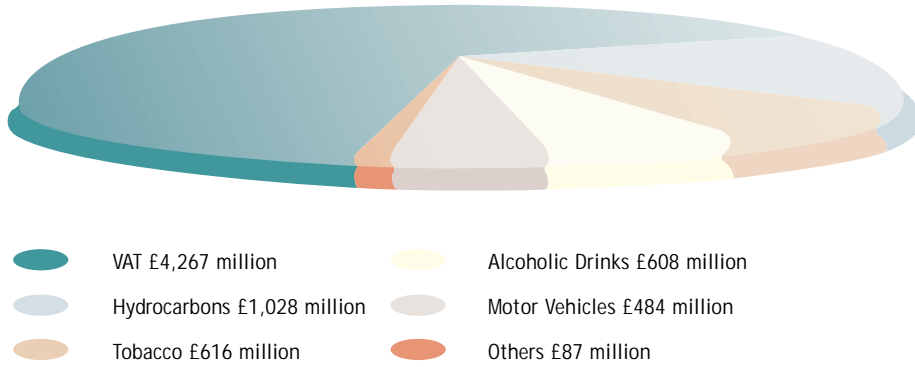 VAT £4,267 million
Hydrocarbons £1,028 million
Tobacco £616 million
Alcoholic Drinks £608 million
Motor Vehicles £484 million
Others £87 million